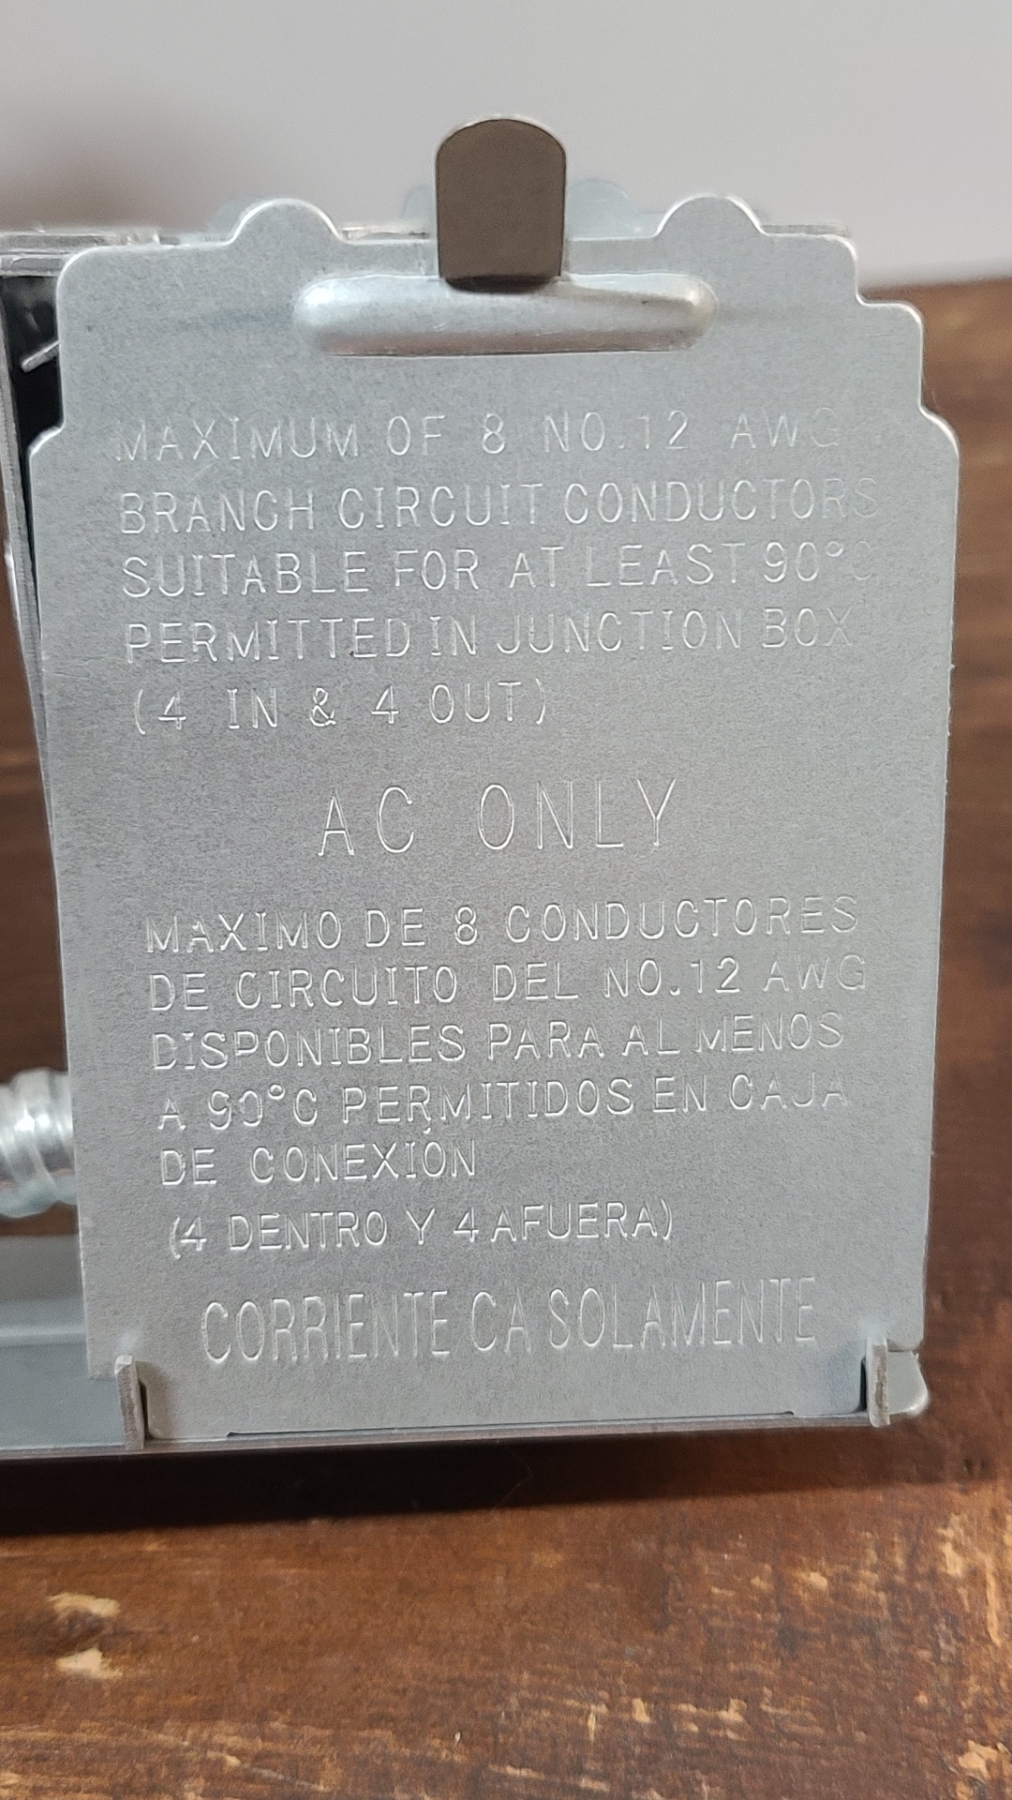 MAXIMUM OF 8 NO.12 AWG
BRANCH CIRCUIT CONDUCTORS
SUITABLE FOR AT LEAST 90°C
PERMITTED IN JUNCTION BOX
(4 IN & 4 OUT)
AC ONLY
MAXIMO DE 8 CONDUCTORES
DE CIRCUITO DEL NO.12 AWG
DISPONIBLES PARA AL MENOS
A 90°C PERMITIDOS EN CAJA
DE CONEXIÓN
(4 DENTRO Y 4 AFUERA)
CORRIENTE CA SOLAMENTE